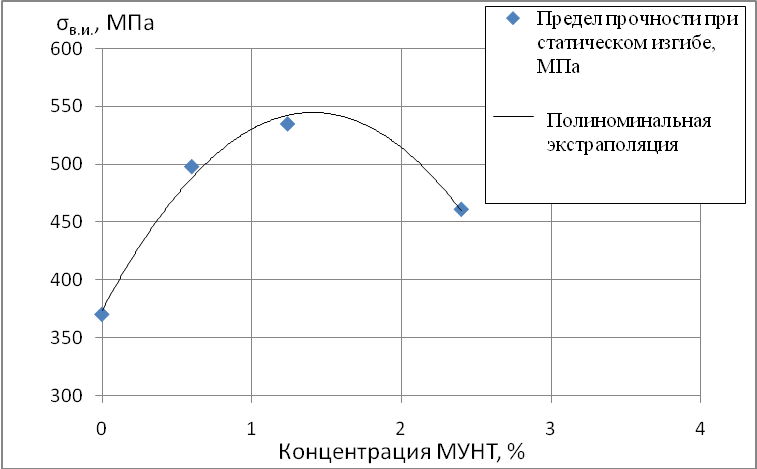 σв.и., МПа
600
550
500
450
400
350
300
0
1
2
3
4
Концентрация МУНТ, %
Предел прочности при
статическом изгибе,
МПа
Полиноминальная
экстраполяция